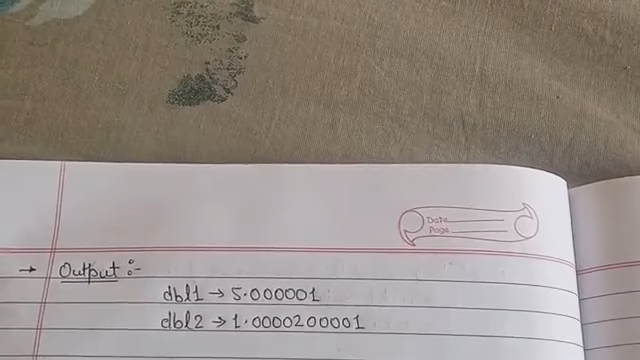 Date
Page
→ Output :-
dbl1 → 5.000001
dbl2 → 1.0000200001